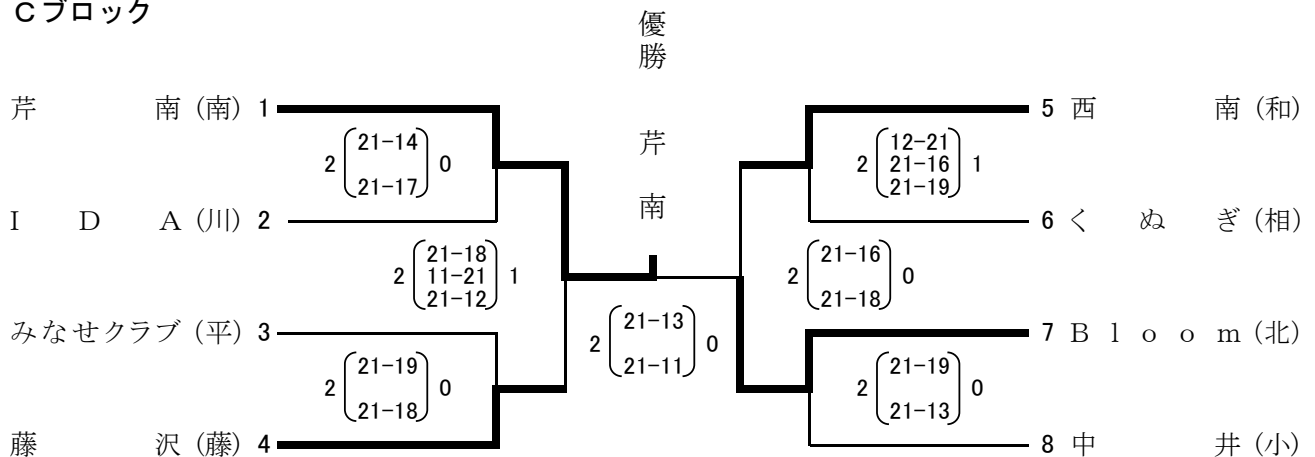 Cブロック
優勝 芹南
芹南 (南) 1
21-14
2 0
21-17
IDA (川) 2
21-18
2 11-21 1
21-12
みなせクラブ (平) 3
21-19
2 0
21-18
藤沢 (藤) 4
21-13
2 0
21-11
5 西南 (和)
12-21
2 21-16 1
21-19
6 くぬぎ (相)
21-16
2 0
21-18
7 Bloom (北)
21-19
2 0
21-13
8 中井 (小)